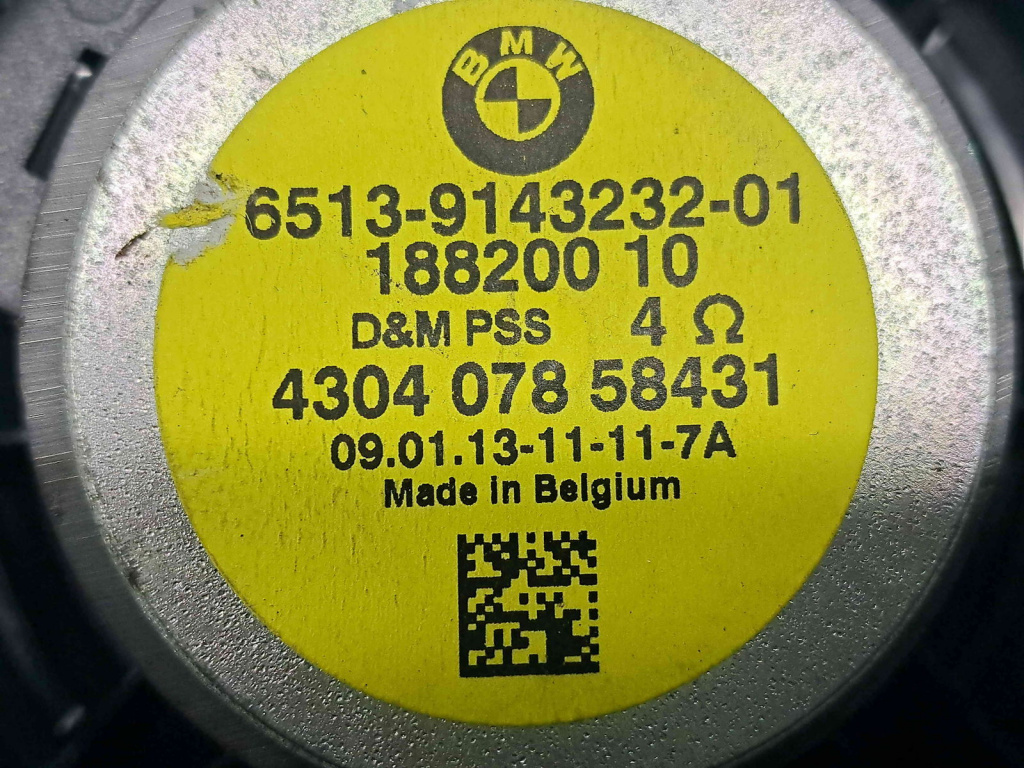 BMW
6513-9143232-01
188200 10
D&M PSS 4 Ω
4304 078 58431
09.01.13-11-11-7A
Made in Belgium